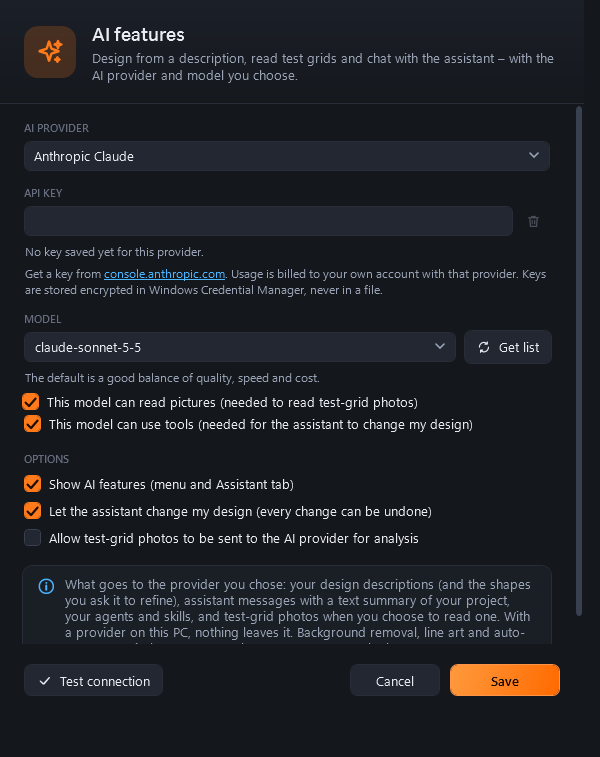 AI features
Design from a description, read test grids and chat with the assistant – with the
AI provider and model you choose.
AI PROVIDER
Anthropic Claude
API KEY
No key saved yet for this provider.
Get a key from console.anthropic.com. Usage is billed to your own account with that provider. Keys
are stored encrypted in Windows Credential Manager, never in a file.
MODEL
claude-sonnet-5-5
Get list
The default is a good balance of quality, speed and cost.
This model can read pictures (needed to read test-grid photos)
This model can use tools (needed for the assistant to change my design)
OPTIONS
Show AI features (menu and Assistant tab)
Let the assistant change my design (every change can be undone)
Allow test-grid photos to be sent to the AI provider for analysis
What goes to the provider you chose: your design descriptions (and the shapes
you ask it to refine), assistant messages with a text summary of your project,
your agents and skills, and test-grid photos when you choose to read one. With
a provider on this PC, nothing leaves it. Background removal, line art and auto-
Test connection
Cancel
Save